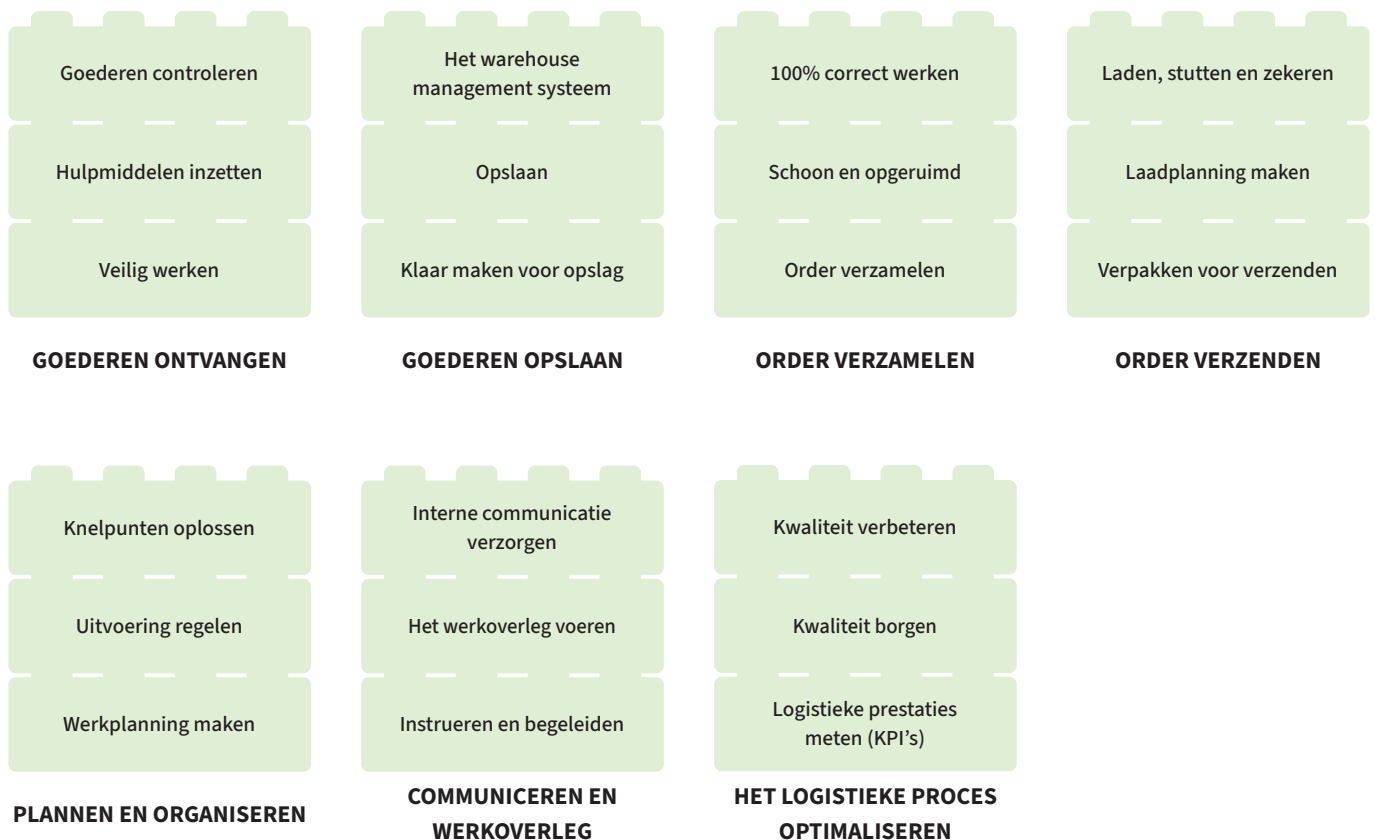 Goederen controleren
Hulpmiddelen inzetten
Veilig werken
GOEDEREN ONTVANGEN
Het warehouse
management systeem
Opslaan
Klaar maken voor opslag
GOEDEREN OPSLAAN
100% correct werken
Schoon en opgeruimd
Order verzamelen
ORDER VERZAMELEN
Laden, stutten en zekeren
Laadplanning maken
Verpakken voor verzenden
ORDER VERZENDEN
Knelpunten oplossen
Uitvoering regelen
Werkplanning maken
PLANNEN EN ORGANISEREN
Interne communicatie
verzorgen
Het werkoverleg voeren
Instrueren en begeleiden
COMMUNICEREN EN
WERKOVERLEG
Kwaliteit verbeteren
Kwaliteit borgen
Logistieke prestaties
meten (KPI’s)
HET LOGISTIEKE PROCES
OPTIMALISEREN